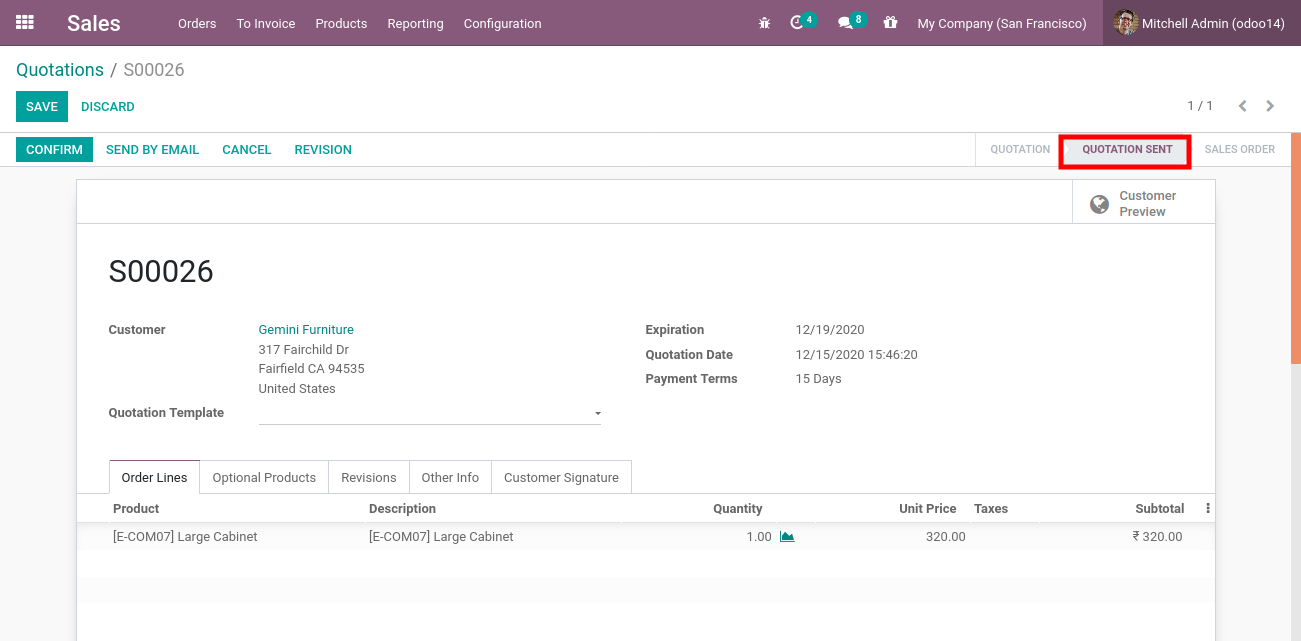 Sales Orders To Invoice Products Reporting Configuration 4 8 My Company (San Francisco) Mitchell Admin (odoo14)
Quotations / S00026
SAVE DISCARD 1 / 1
CONFIRM SEND BY EMAIL CANCEL REVISION QUOTATION QUOTATION SENT SALES ORDER
Customer
Preview
S00026
Customer Gemini Furniture Expiration 12/19/2020
317 Fairchild Dr
Fairfield CA 94535 Quotation Date 12/15/2020 15:46:20
United States Payment Terms 15 Days
Quotation Template
Order Lines Optional Products Revisions Other Info Customer Signature
Product Description Quantity Unit Price Taxes Subtotal
[E-COM07] Large Cabinet [E-COM07] Large Cabinet 1.00 320.00 ₹ 320.00